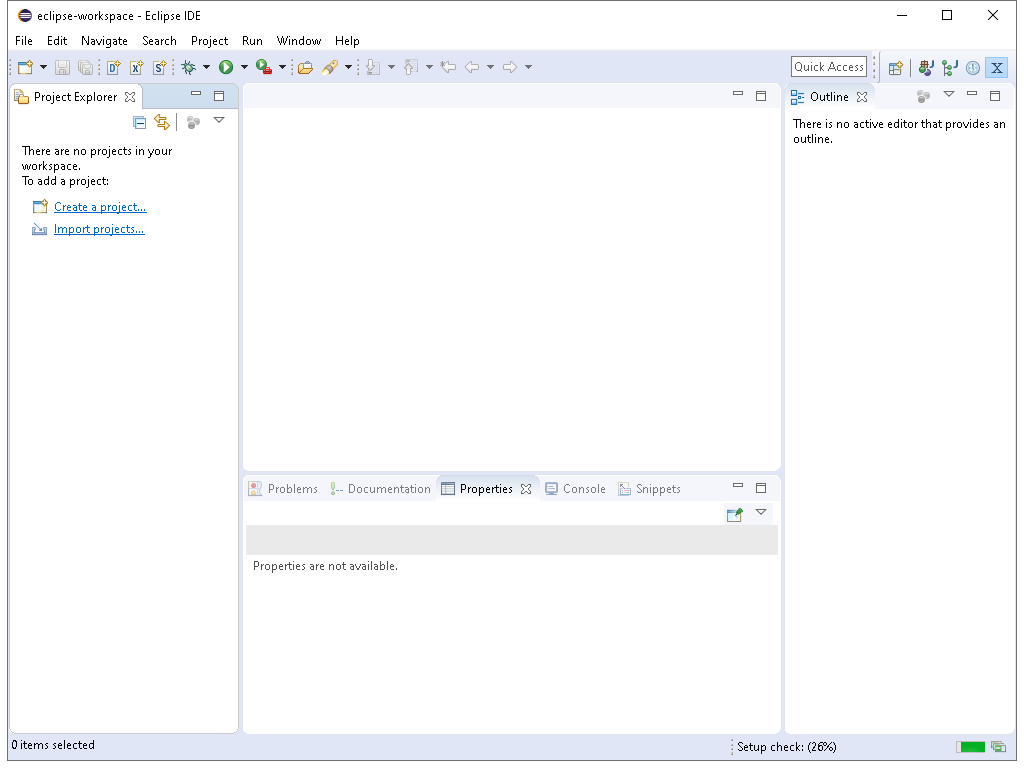 eclipse-workspace - Eclipse IDE
File Edit Navigate Search Project Run Window Help
Quick Access
Project Explorer
There are no projects in your
workspace.
To add a project:
Create a project...
Import projects...
Outline
There is no active editor that provides an
outline.
Problems Documentation Properties Console Snippets
Properties are not available.
0 items selected
Setup check: (26%)